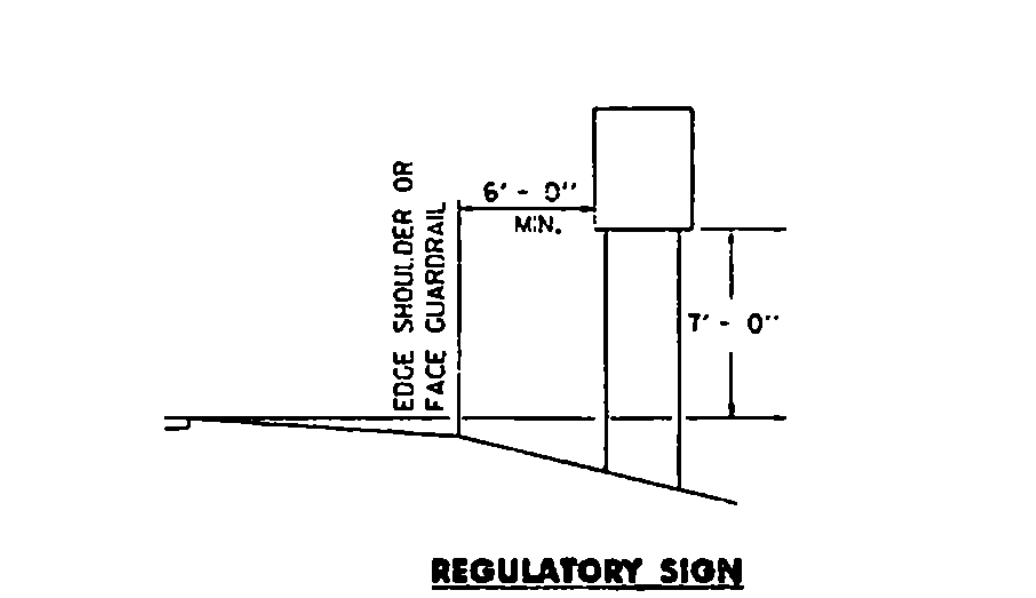 EDGE SHOULDER OR
FACE GUARDRAIL
6' - 0"
MIN.
7' - 0"
REGULATORY SIGN